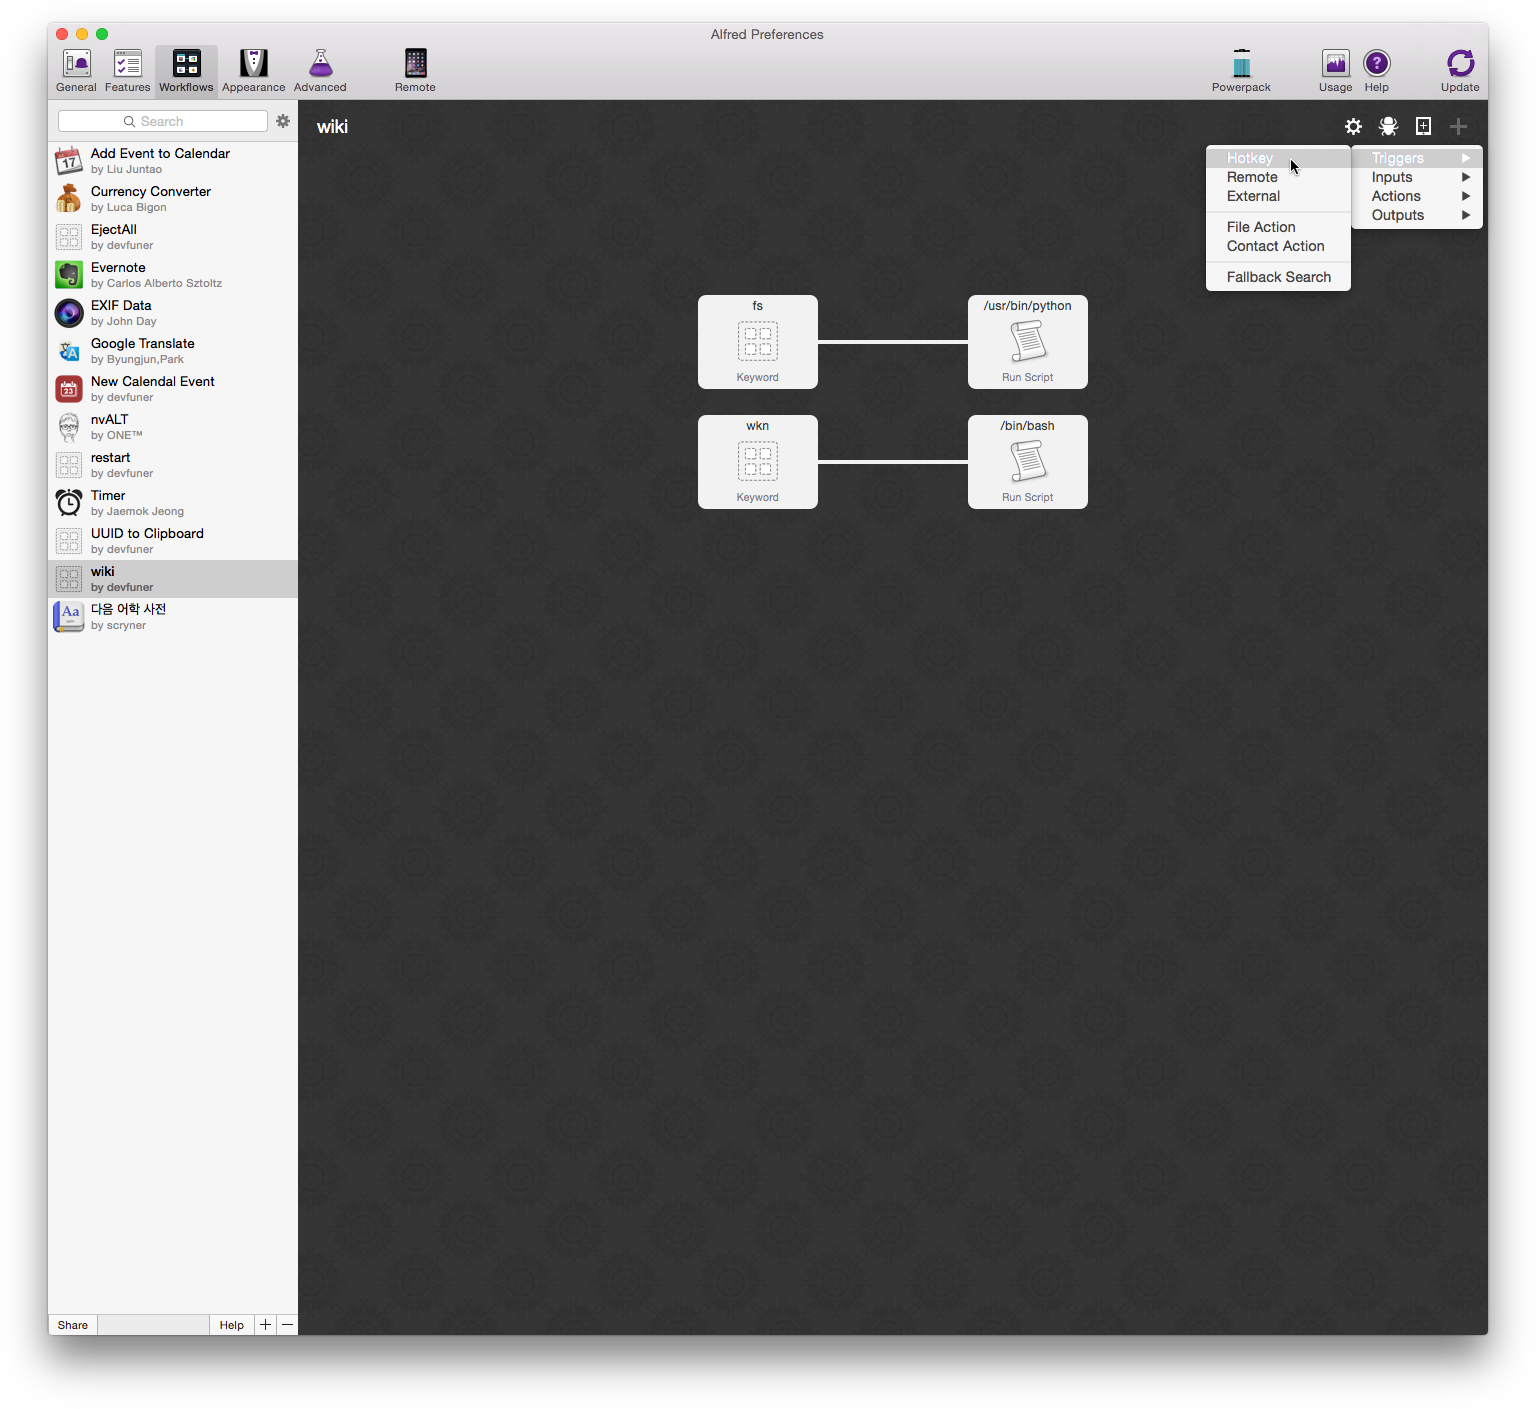 Alfred Preferences
General
Features
Workflows
Appearance
Advanced
Remote
Powerpack
Usage
Help
Update
Search
17
Add Event to Calendar
by Liu Juntao
Currency Converter
by Luca Bigon
EjectAll
by devfuner
Evernote
by Carlos Alberto Sztoltz
EXIF Data
by John Day
Google Translate
by Byungjun,Park
23
New Calendal Event
by devfuner
nvALT
by ONE™
restart
by devfuner
Timer
by Jaemok Jeong
UUID to Clipboard
by devfuner
wiki
by devfuner
Aa
다음 어학 사전
by scryner
Share
Help
wiki
Triggers
Inputs
Actions
Outputs
Hotkey
Remote
External
File Action
Contact Action
Fallback Search
fs
Keyword
/usr/bin/python
Run Script
wkn
Keyword
/bin/bash
Run Script